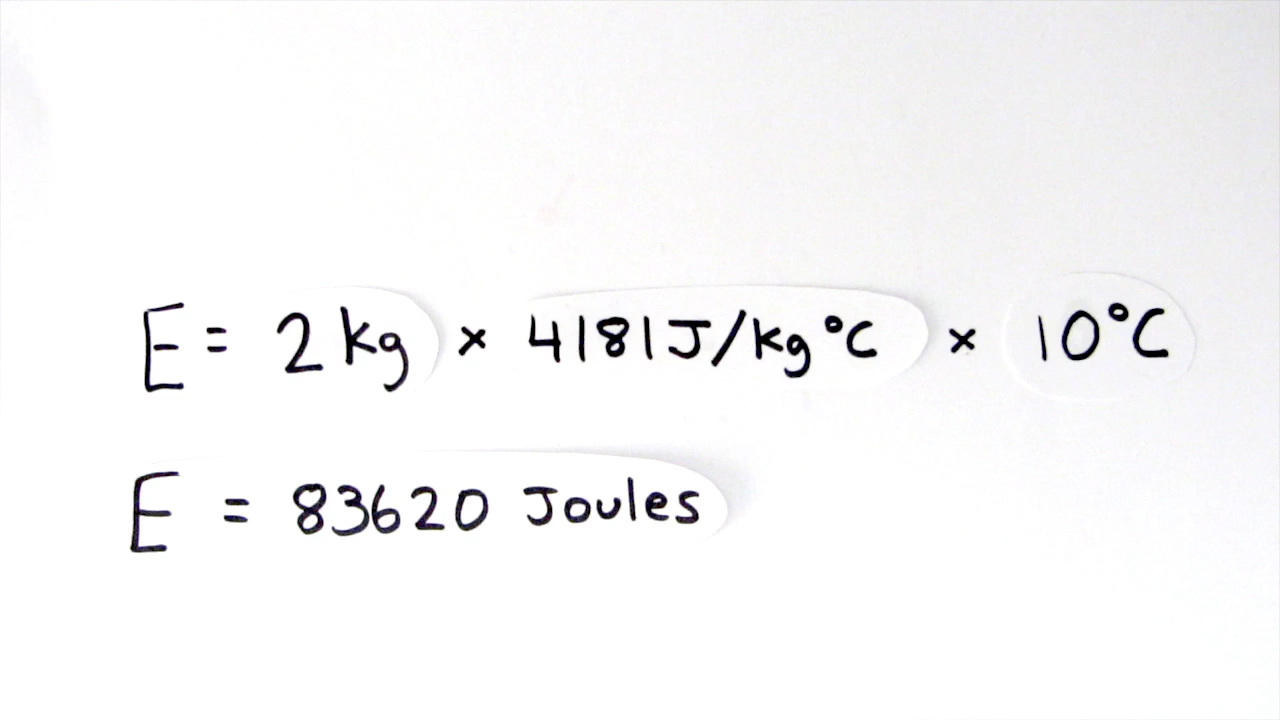 E = 2 kg × 4181 J/kg °C × 10°C
E = 83620 Joules